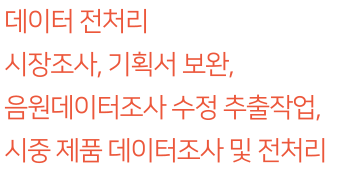 데이터 전처리
시장조사, 기획서 보완,
음원데이터조사 수정 추출작업,
시중 제품 데이터조사 및 전처리